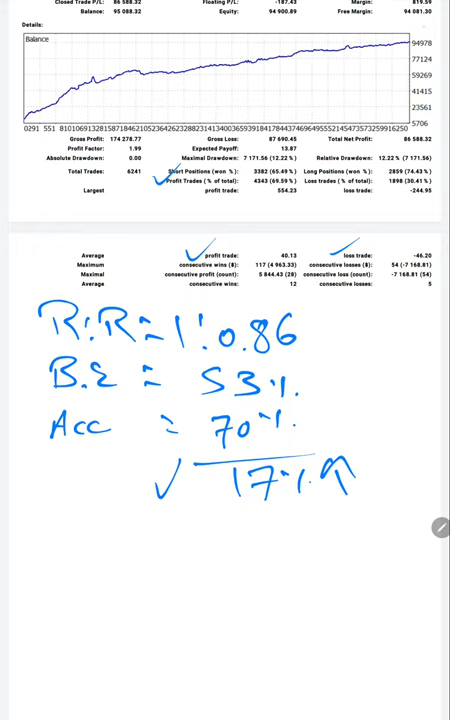 Closed Trade P/L: 86 588.32 Floating P/L: -187.43 Margin: 819.59
Balance: 95 088.32 Equity: 94 900.89 Free Margin: 94 081.30
Details:
Balance
94978
77124
59269
41415
23561
5706
Gross Profit: 174 278.77 Gross Loss: 87 690.45 Total Net Profit: 86 588.32
Profit Factor: 1.99 Expected Payoff: 13.87
Absolute Drawdown: 0.00 Maximal Drawdown: 7 171.56 (12.22 %) Relative Drawdown: 12.22 % (7 171.56)
Total Trades: 6241 Short Positions (won %): 3382 (65.49 %) Long Positions (won %): 2859 (74.43 %)
Profit Trades (% of total): 4343 (69.59 %) Loss trades (% of total): 1898 (30.41 %)
Largest profit trade: 554.23 loss trade: -244.95
Average profit trade: 40.13 loss trade: -46.20
Maximum consecutive wins ($): 117 (4 963.33) consecutive losses ($): 54 (-7 168.81)
Maximal consecutive profit (count): 5 844.43 (28) consecutive loss (count): -7 168.81 (54)
Average consecutive wins: 12 consecutive losses: 5
R:R = 1:0.86
B.E = 53%.
Acc = 70%.
17%